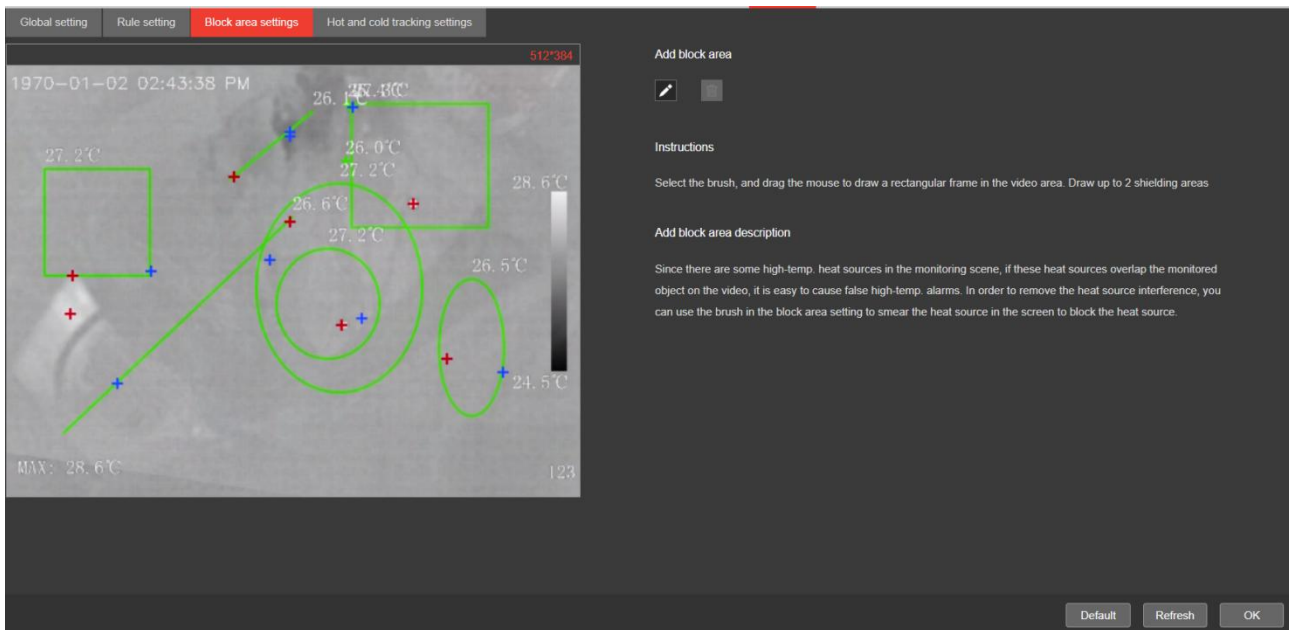 Global setting
Rule setting
Block area settings
Hot and cold tracking settings
512*384
1970-01-02 02:43:38 PM
26.1℃
27.2℃
26.0℃
27.2℃
28.6℃
26.6℃
27.2℃
26.5℃
24.5℃
MAX: 28.6℃
123
Add block area
Instructions
Select the brush, and drag the mouse to draw a rectangular frame in the video area. Draw up to 2 shielding areas
Add block area description
Since there are some high-temp. heat sources in the monitoring scene, if these heat sources overlap the monitored
object on the video, it is easy to cause false high-temp. alarms. In order to remove the heat source interference, you
can use the brush in the block area setting to smear the heat source in the screen to block the heat source.
Default
Refresh
OK